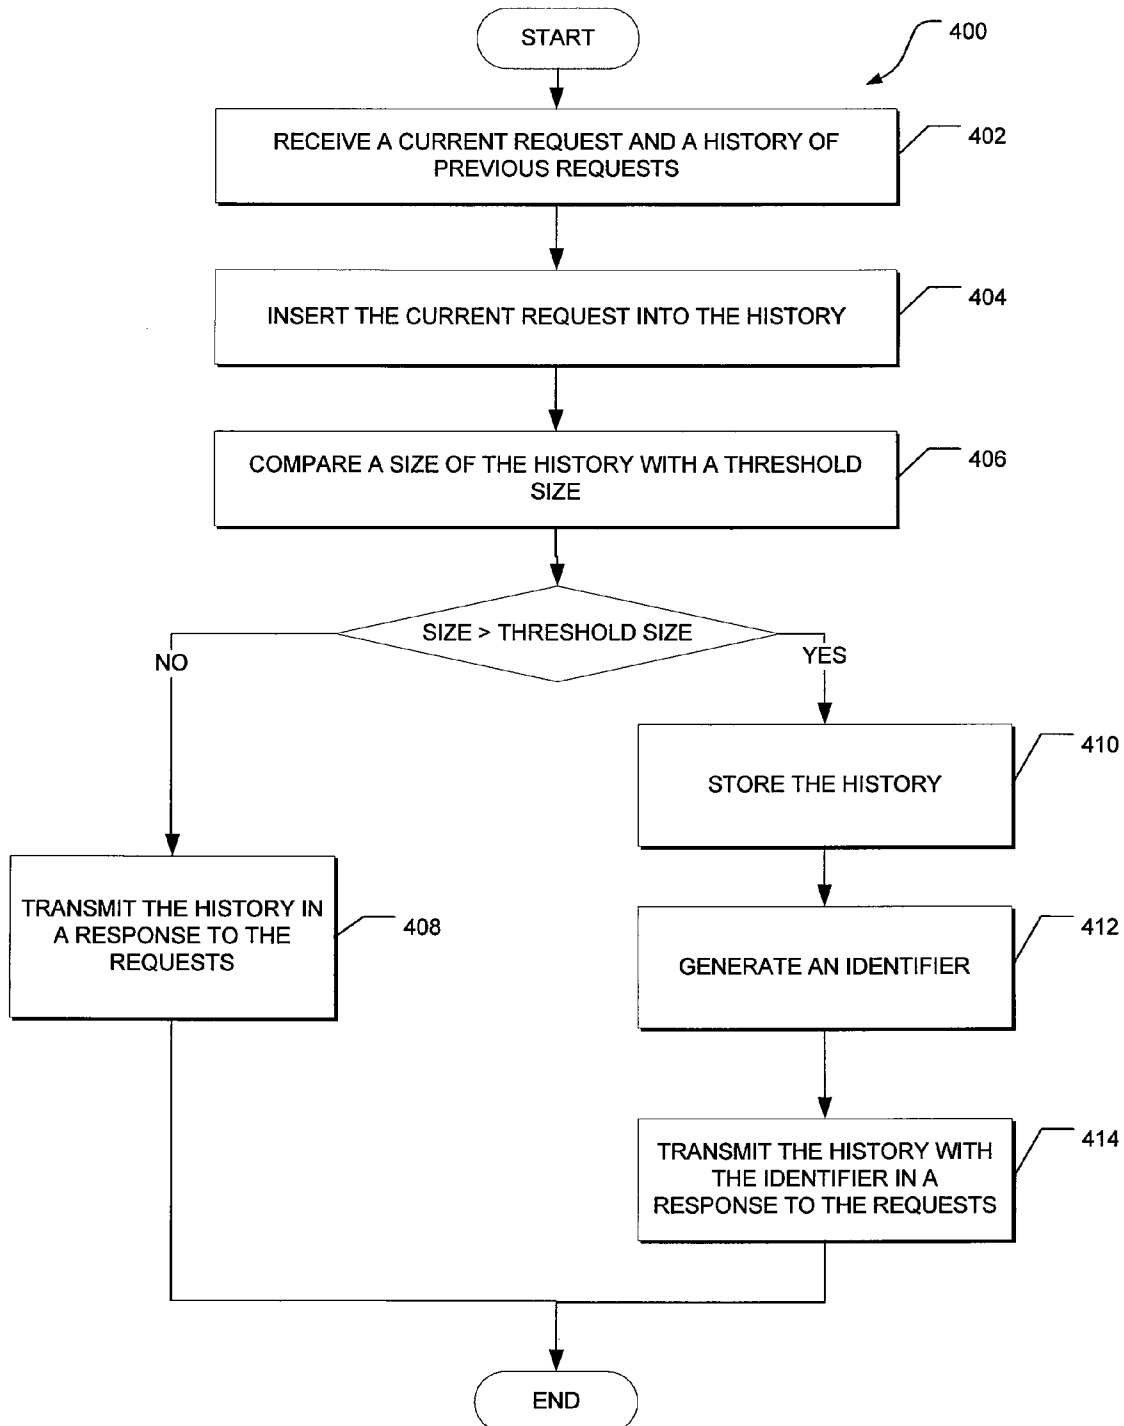 START
400
RECEIVE A CURRENT REQUEST AND A HISTORY OF
PREVIOUS REQUESTS
402
INSERT THE CURRENT REQUEST INTO THE HISTORY
404
COMPARE A SIZE OF THE HISTORY WITH A THRESHOLD
SIZE
406
SIZE > THRESHOLD SIZE
NO
YES
STORE THE HISTORY
410
TRANSMIT THE HISTORY IN
A RESPONSE TO THE
REQUESTS
408
GENERATE AN IDENTIFIER
412
TRANSMIT THE HISTORY WITH
THE IDENTIFIER IN A
RESPONSE TO THE REQUESTS
414
END